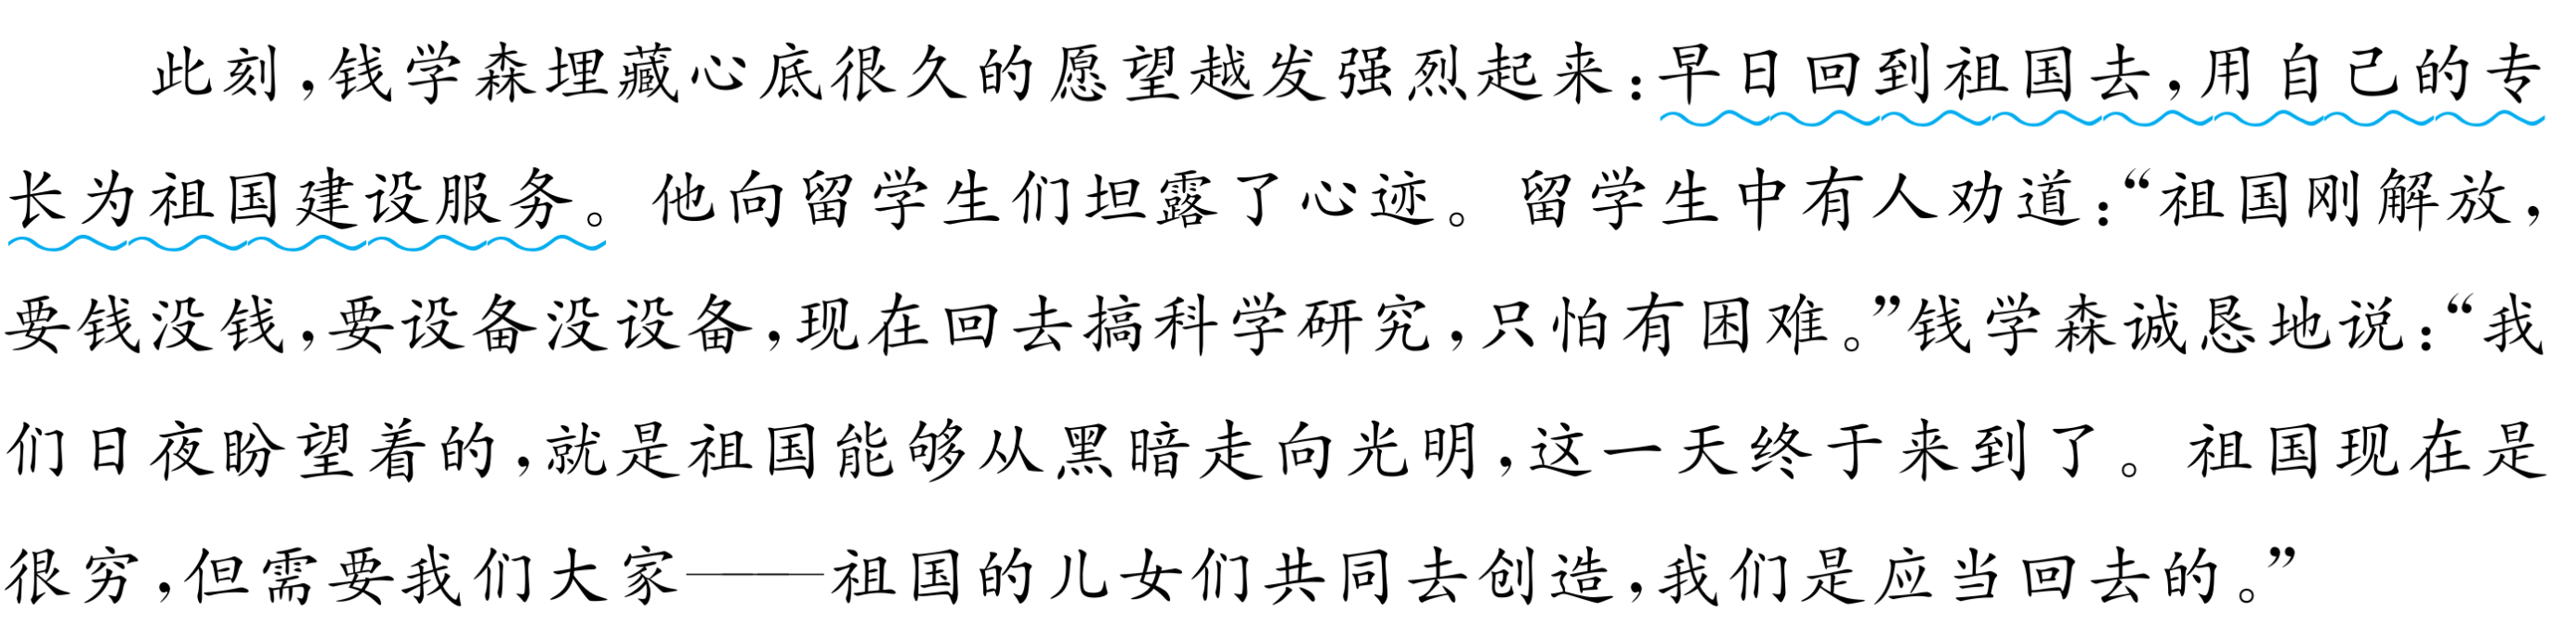 此刻,钱学森埋藏心底很久的愿望越发强烈起来:早日回到祖国去,用自己的专
长为祖国建设服务。他向留学生们坦露了心迹。留学生中有人劝道:“祖国刚解放,
要钱没钱,要设备没设备,现在回去搞科学研究,只怕有困难。”钱学森诚恳地说:“我
们日夜盼望着的,就是祖国能够从黑暗走向光明,这一天终于来到了。祖国现在是
很穷,但需要我们大家——祖国的儿女们共同去创造,我们是应当回去的。”